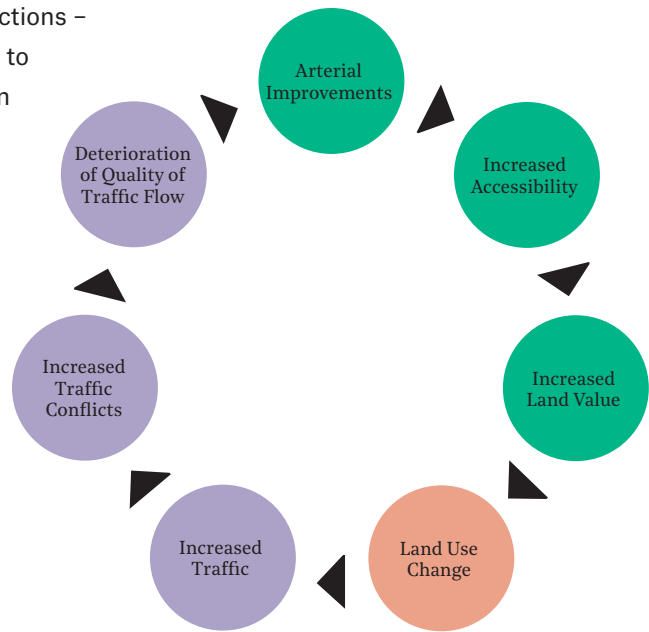 ctions –
to
n
Arterial
Improvements
Increased
Accessibility
Increased
Land Value
Land Use
Change
Increased
Traffic
Increased
Traffic
Conflicts
Deterioration
of Quality of
Traffic Flow